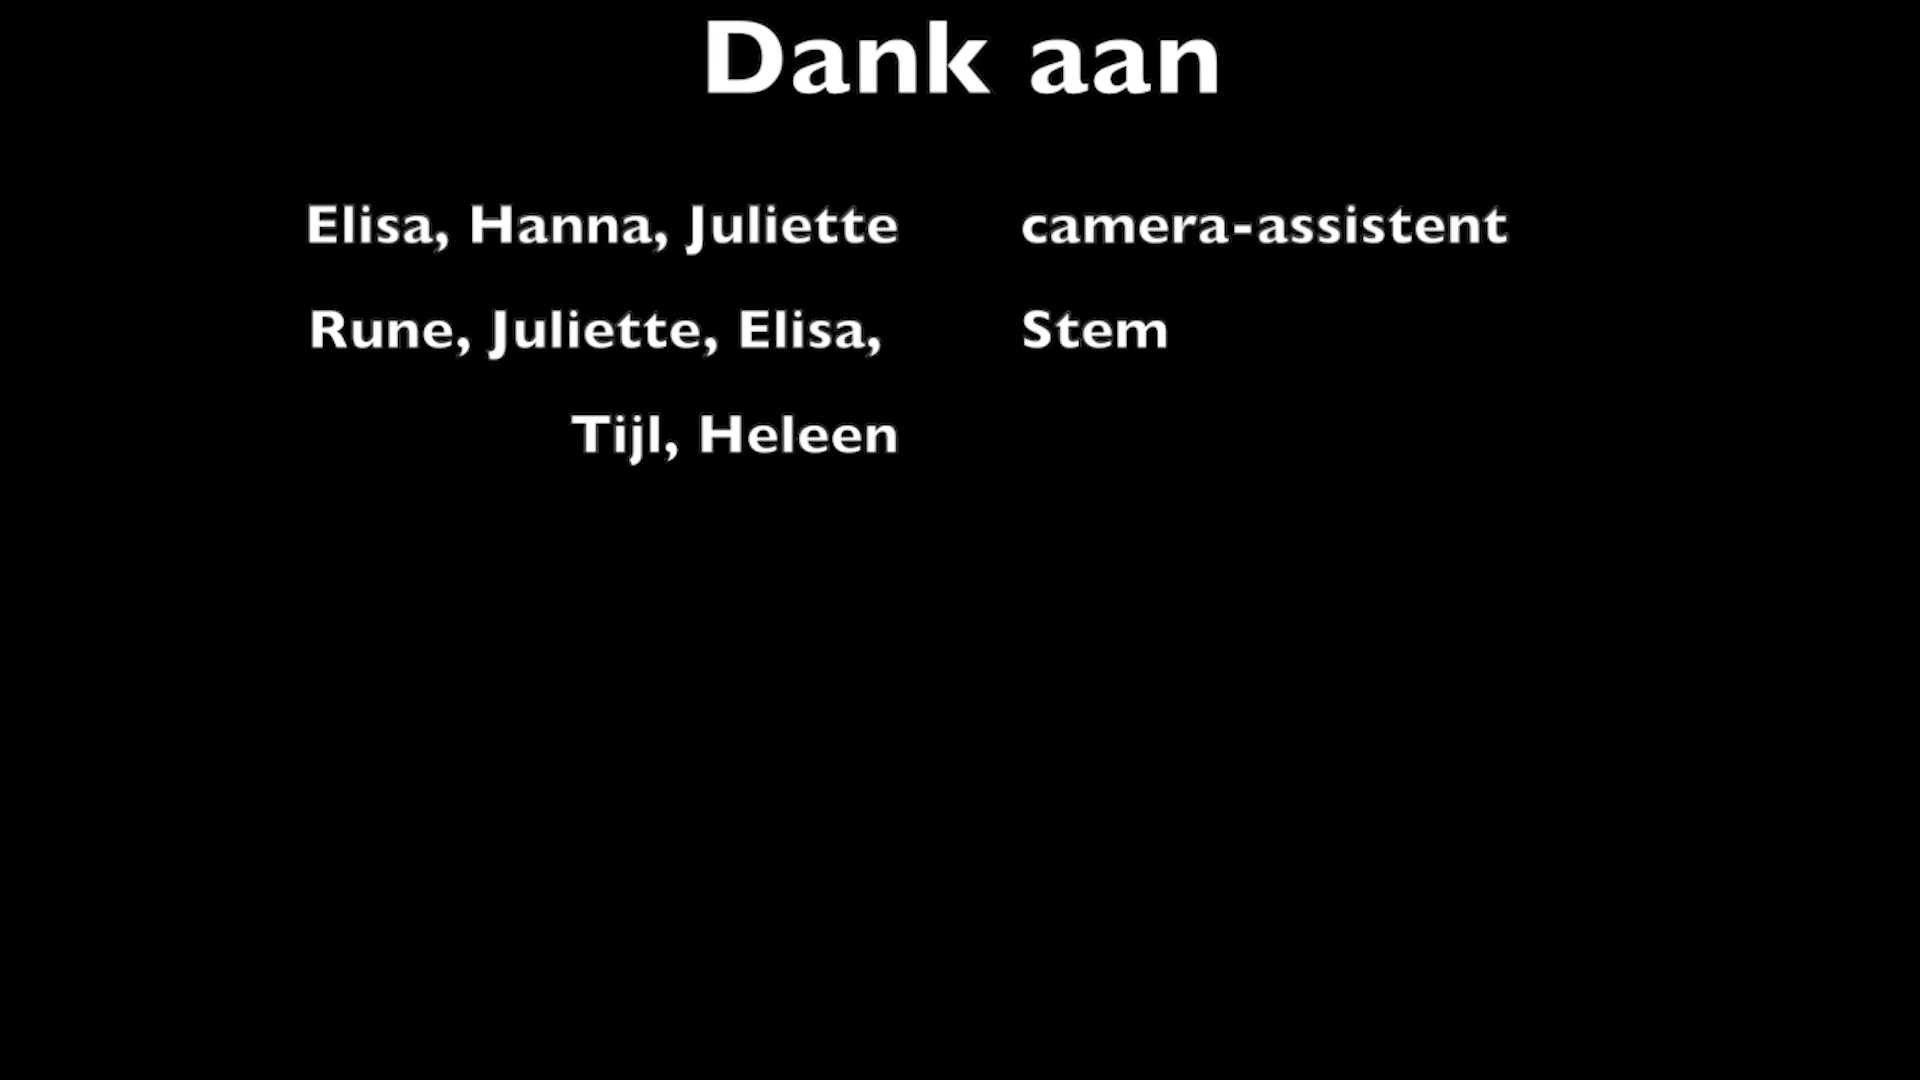 Dank aan
Elisa, Hanna, Juliette camera-assistent
Rune, Juliette, Elisa, Stem
Tijl, Heleen